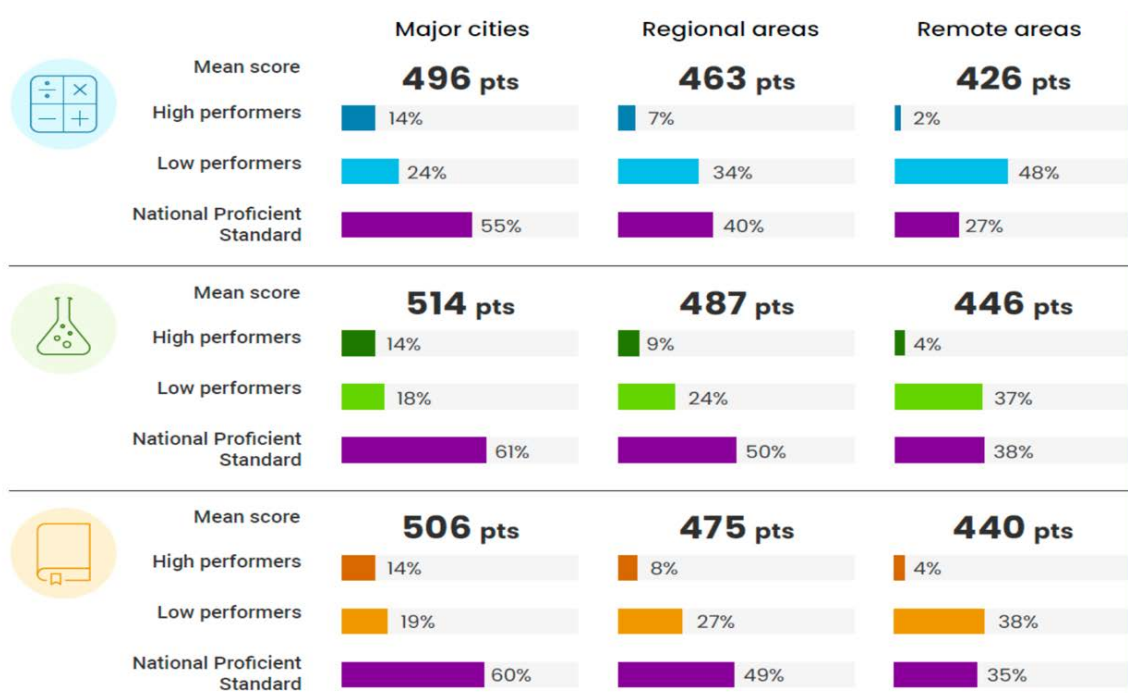 Major cities Regional areas Remote areas
Mean score 496 pts 463 pts 426 pts
High performers 14% 7% 2%
Low performers 24% 34% 48%
National Proficient
Standard 55% 40% 27%
Mean score 514 pts 487 pts 446 pts
High performers 14% 9% 4%
Low performers 18% 24% 37%
National Proficient
Standard 61% 50% 38%
Mean score 506 pts 475 pts 440 pts
High performers 14% 8% 4%
Low performers 19% 27% 38%
National Proficient
Standard 60% 49% 35%